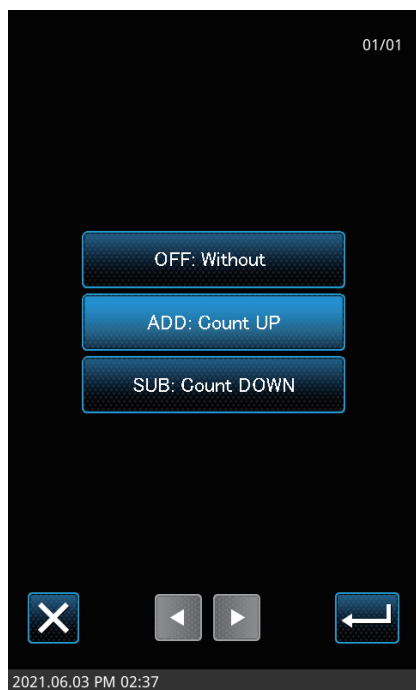 01/01
OFF: Without
ADD: Count UP
SUB: Count DOWN
2021.06.03 PM 02:37